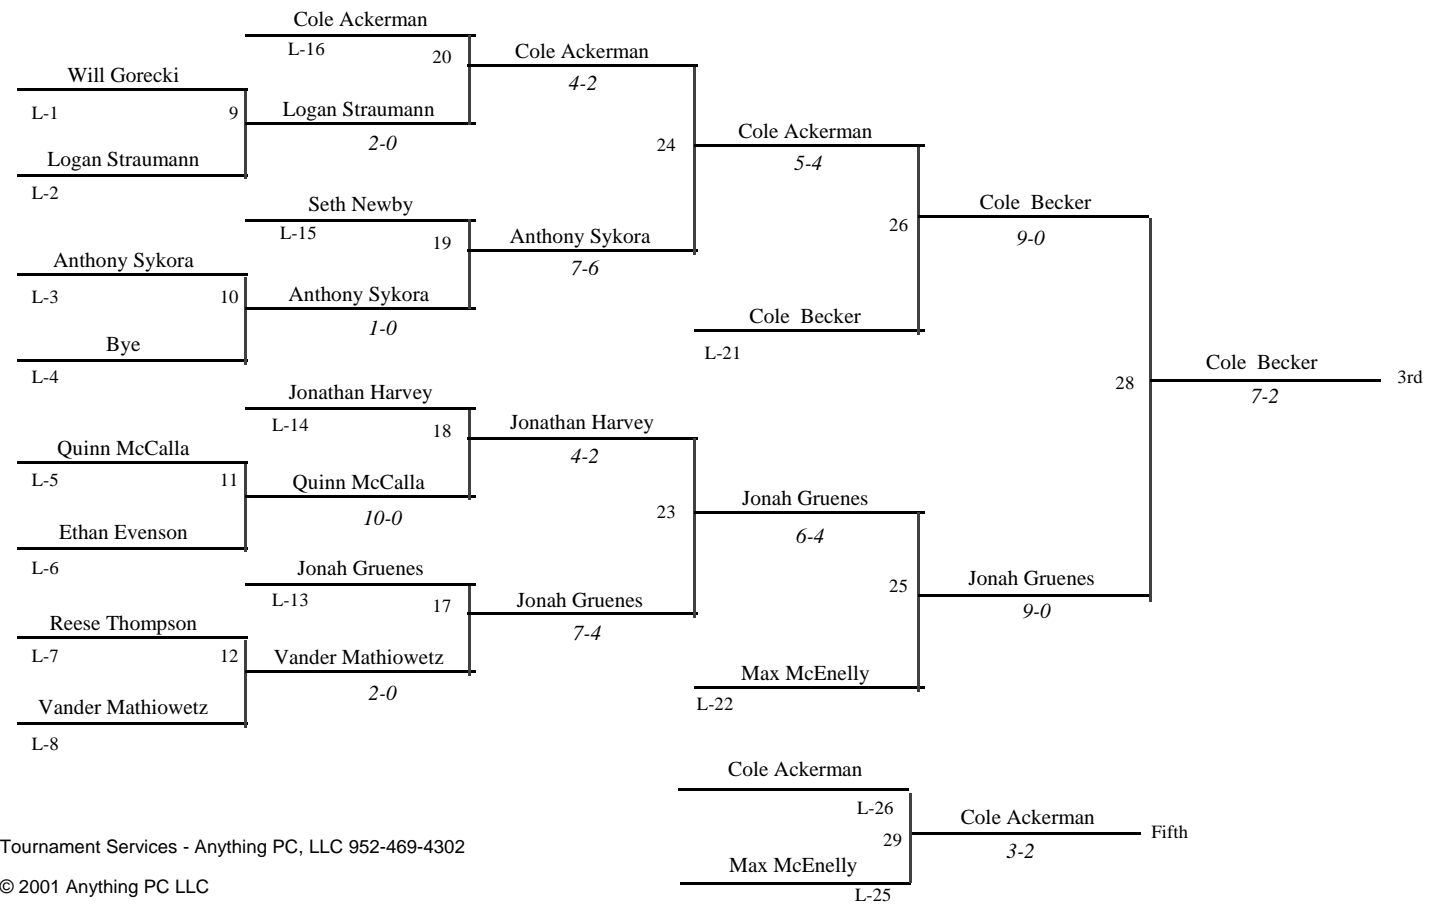 Cole Ackerman
L-16
20
Cole Ackerman
4-2
Will Gorecki
L-1
9
Logan Straumann
2-0
Logan Straumann
L-2
24
Cole Ackerman
5-4
Seth Newby
L-15
19
Anthony Sykora
7-6
Anthony Sykora
L-3
10
Anthony Sykora
1-0
Bye
L-4
26
Cole  Becker
9-0
Cole  Becker
L-21
Jonathan Harvey
L-14
18
Jonathan Harvey
4-2
28
Cole  Becker
7-2
3rd
Quinn McCalla
L-5
11
Quinn McCalla
10-0
Ethan Evenson
L-6
23
Jonah Gruenes
6-4
Jonah Gruenes
L-13
17
Jonah Gruenes
7-4
25
Jonah Gruenes
9-0
Reese Thompson
L-7
12
Vander Mathiowetz
2-0
Vander Mathiowetz
L-8
Max McEnelly
L-22
Cole Ackerman
L-26
29
Cole Ackerman
3-2
Fifth
Max McEnelly
L-25
Tournament Services - Anything PC, LLC 952-469-4302
© 2001 Anything PC LLC